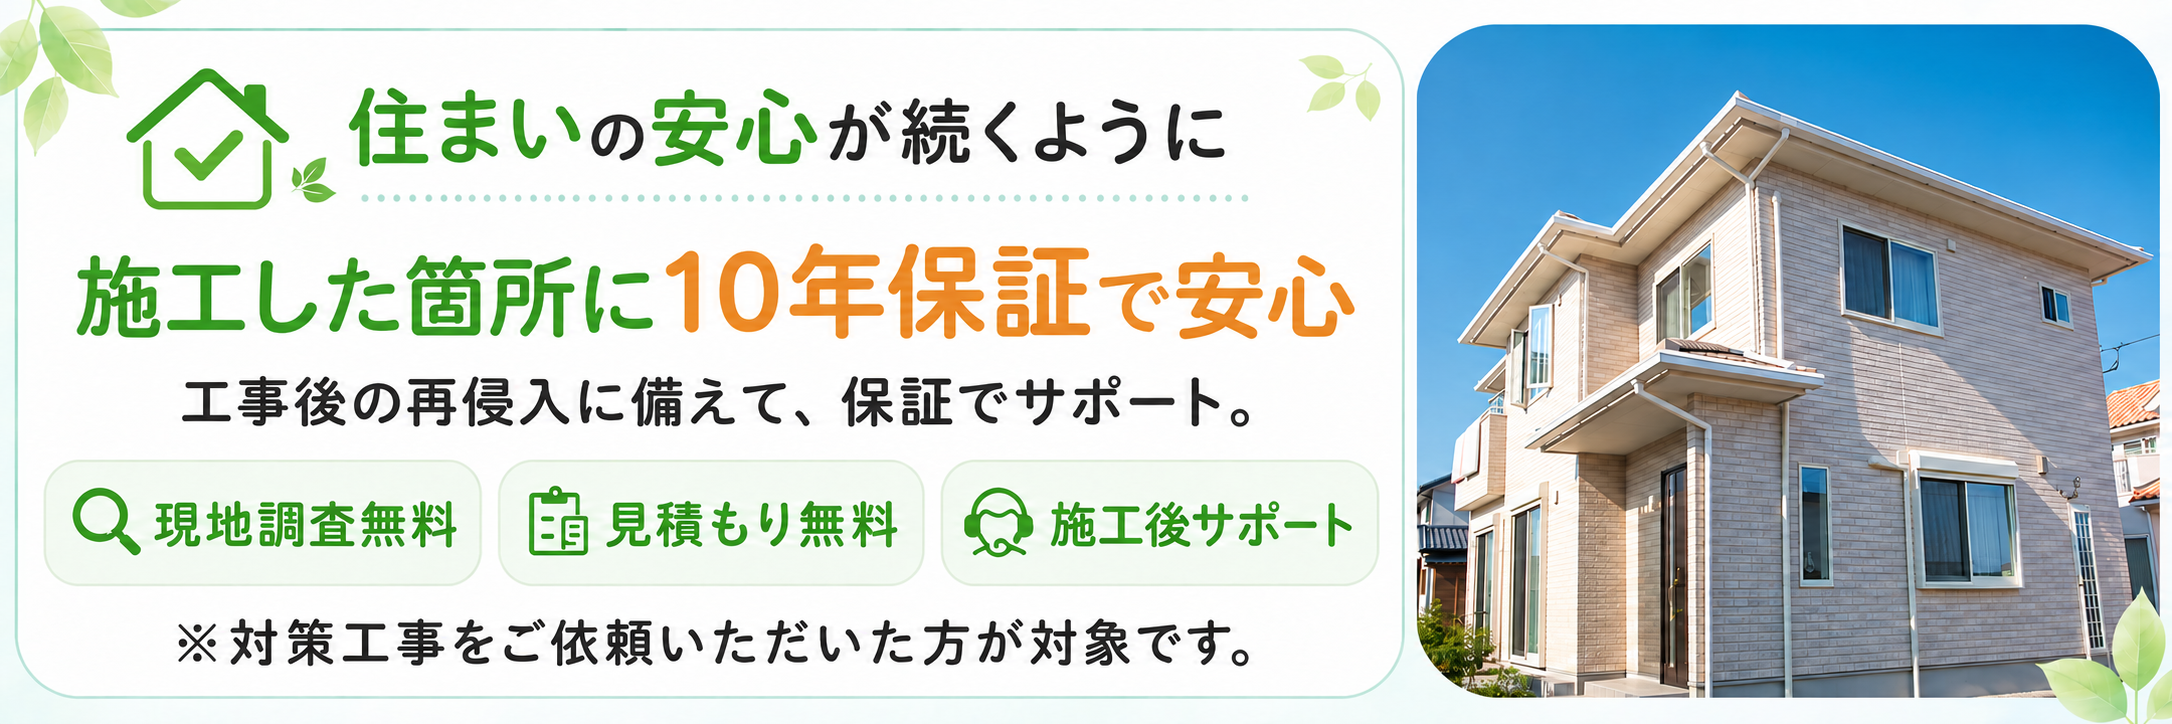 住まいの安心が続くように
施工した箇所に10年保証で安心
工事後の再侵入に備えて、保証でサポート。
現地調査無料
見積もり無料
施工後サポート
※対策工事をご依頼いただいた方が対象です。